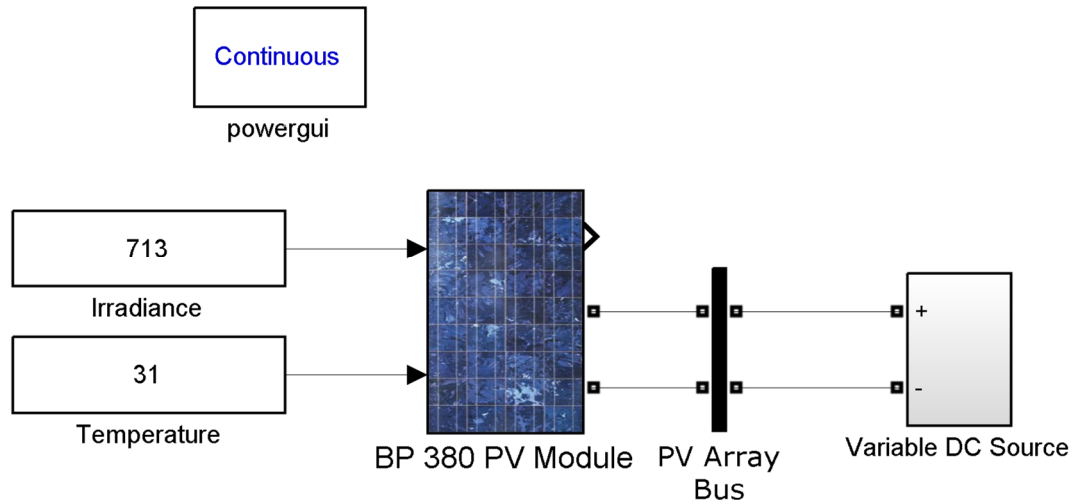 Continuous
powergui
713
Irradiance
31
Temperature
BP 380 PV Module
PV Array
Bus
+
-
Variable DC Source